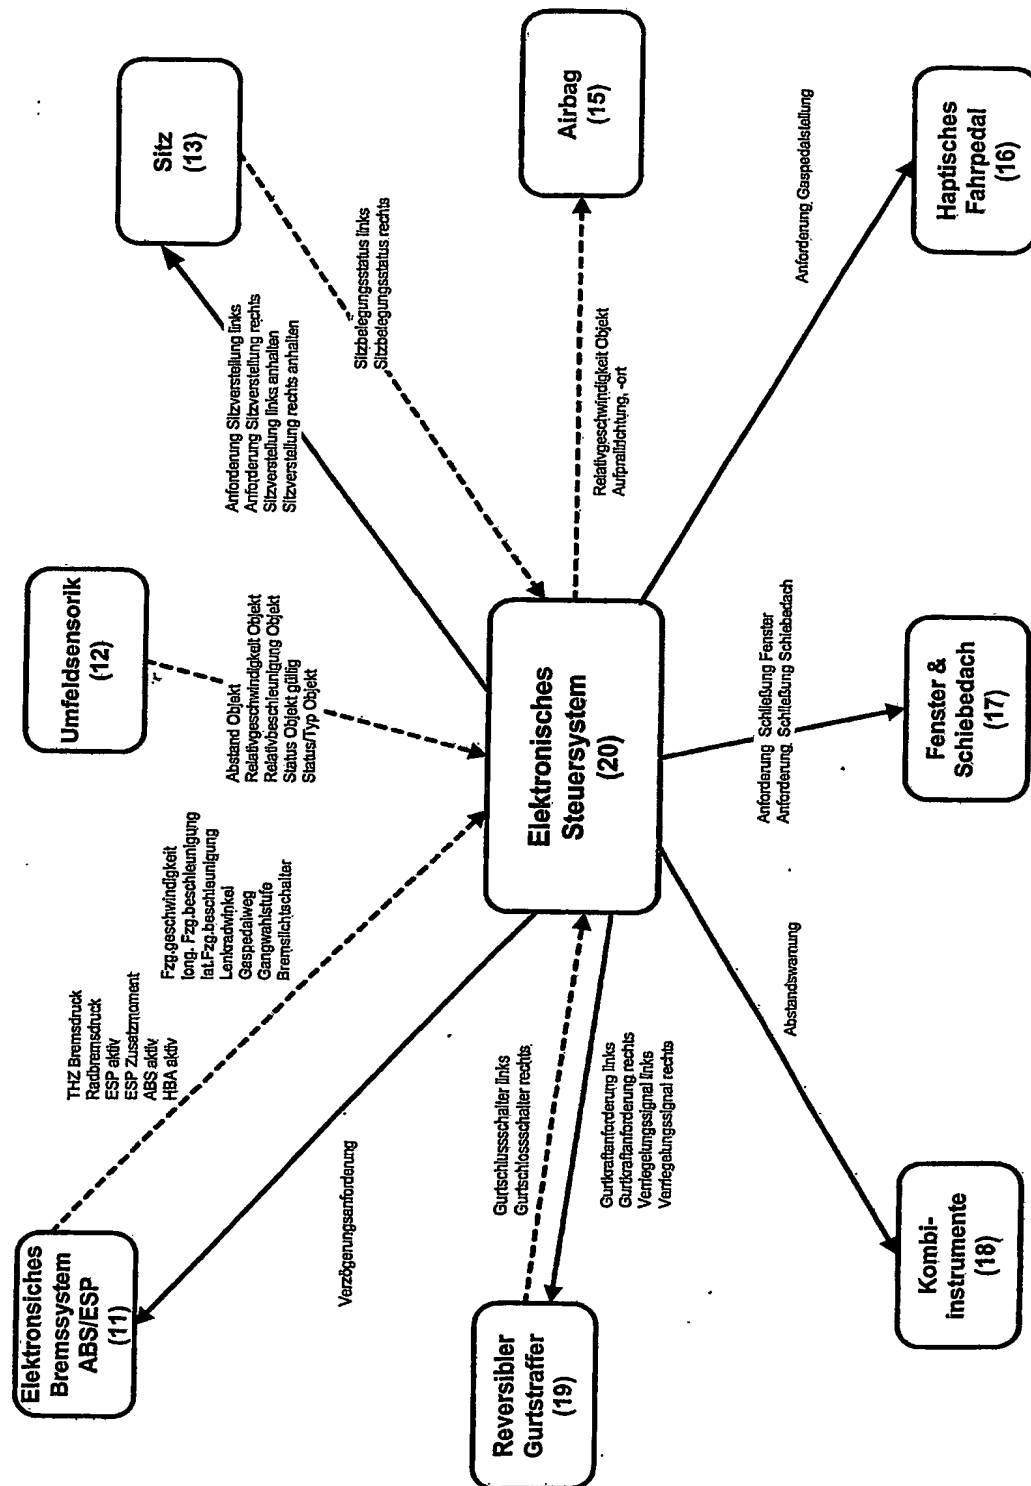 Elektronsiches
Bremssystem
ABS/ESP
(11)
THZ Bremsdruck
Radbremsdruck
ESP aktiv
ESP Zusatzmoment
ABS aktiv
HBA aktiv
Fzg.geschwindigkeit
long. Fzg.beschleunigung
lat.Fzg.beschleunigung
Lenkradwinkel
Gaspedalweg
Gangwahlstufe
Bremslichtschalter
Verzögerungsanforderung
Umfeldsensorik
(12)
Abstand Objekt
Relativgeschwindigkeit Objekt
Relativbeschleunigung Objekt
Status Objekt gültig
Status/Typ Objekt
Sitz
(13)
Anforderung Sitzverstellung links
Anforderung Sitzverstellung rechts
Sitzverstellung links anhalten
Sitzverstellung rechts anhalten
Sitzbelegungsstatus links
Sitzbelegungsstatus rechts
Reversibler
Gurtstraffer
(19)
Gurtschlussschalter links
Gurtschlossschalter rechts
Gurtkraftanforderung links
Gurtkraftanforderung rechts
Verriegelungssignal links
Verriegelungssignal rechts
Elektronisches
Steuersystem
(20)
Relativgeschwindigkeit Objekt
Aufprallrichtung, -ort
Airbag
(15)
Abstandswarnung
Kombi-
instrumente
(18)
Anforderung Schließung Fenster
Anforderung Schließung Schiebedach
Fenster &
Schiebedach
(17)
Anforderung Gaspedalstellung
Haptisches
Fahrpedal
(16)